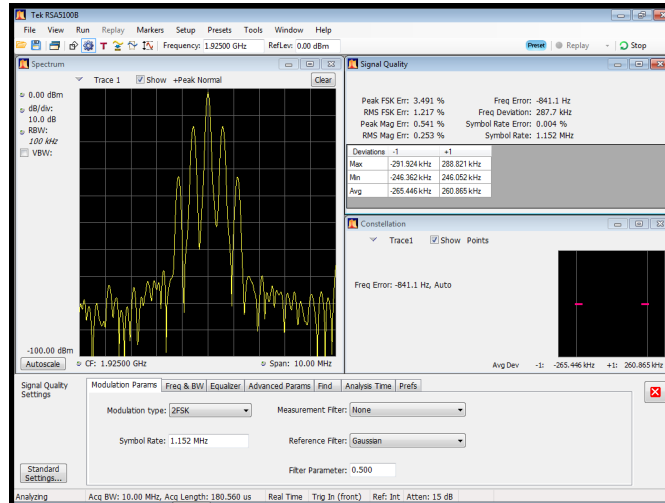 Tek RSA5100B
File View Run Replay Markers Setup Presets Tools Window Help
Frequency: 1.92500 GHz RefLev: 0.00 dBm Preset Replay Stop
Spectrum
Trace 1 Show +Peak Normal Clear
0.00 dBm
dB/div:
10.0 dB
RBW:
100 kHz
VBW:
-100.00 dBm
Autoscale CF: 1.92500 GHz Span: 10.00 MHz
Signal Quality
Peak FSK Err: 3.491 % Freq Error: -841.1 Hz
RMS FSK Err: 1.217 % Freq Deviation: 287.7 kHz
Peak Mag Err: 0.541 % Symbol Rate Error: 0.004 %
RMS Mag Err: 0.253 % Symbol Rate: 1.152 MHz
Deviations -1 +1
Max -291.924 kHz 288.821 kHz
Min -246.362 kHz 246.052 kHz
Avg -265.446 kHz 260.865 kHz
Constellation
Trace1 Show Points
Freq Error: -841.1 Hz, Auto
Avg Dev -1: -265.446 kHz +1: 260.865 kHz
Signal Quality
Settings
Modulation Params Freq & BW Equalizer Advanced Params Find Analysis Time Prefs
Modulation type: 2FSK Measurement Filter: None
Symbol Rate: 1.152 MHz Reference Filter: Gaussian
Filter Parameter: 0.500
Standard
Settings...
Analyzing Acq BW: 10.00 MHz, Acq Length: 180.560 us Real Time Trig In (front) Ref: Int Atten: 15 dB